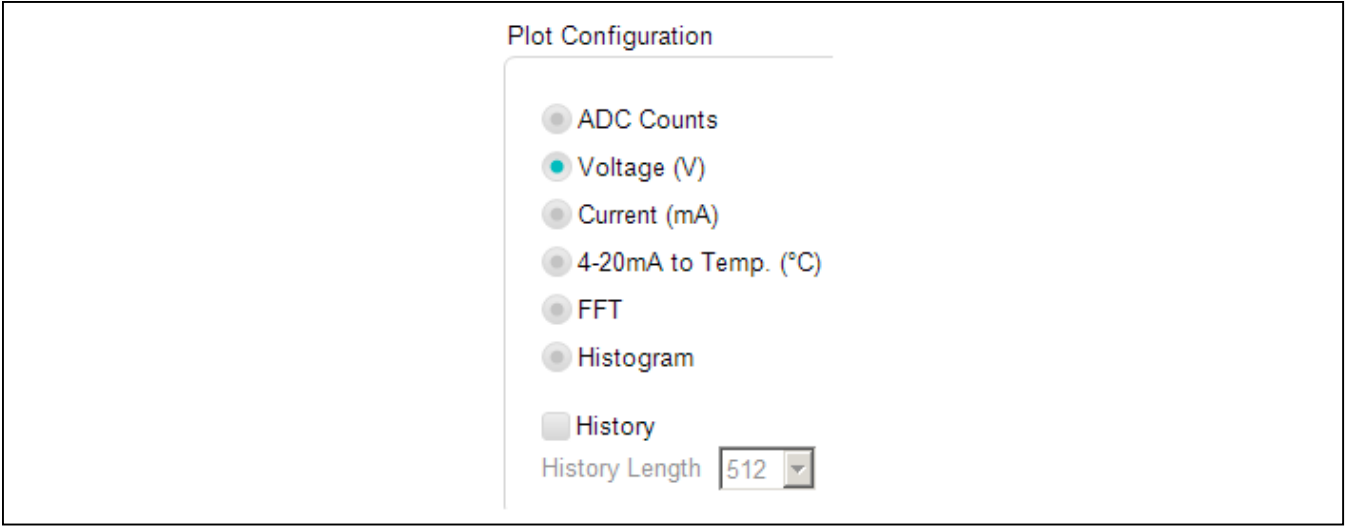 Plot Configuration
ADC Counts
Voltage (V)
Current (mA)
4-20mA to Temp. (°C)
FFT
Histogram
History
History Length 512